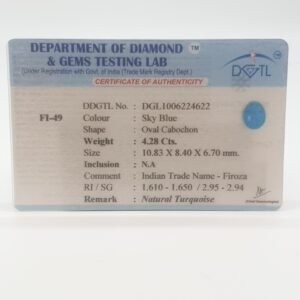 DEPARTMENT OF DIAMOND TM
& GEMS TESTING LAB
(Under Registration with Govt. of India (Trade Mark Registry Dept.)
DGTL
CERTIFICATE OF AUTHENTICITY
FI-49
DDGTL No. : DGL1006224622
Colour : Sky Blue
Shape : Oval Cabochon
Weight : 4.28 Cts.
Size : 10.83 X 8.40 X 6.70 mm.
Inclusion : N.A
Comment : Indian Trade Name - Firoza
RI / SG : 1.610 - 1.650 / 2.95 - 2.94
Remark : Natural Turquoise